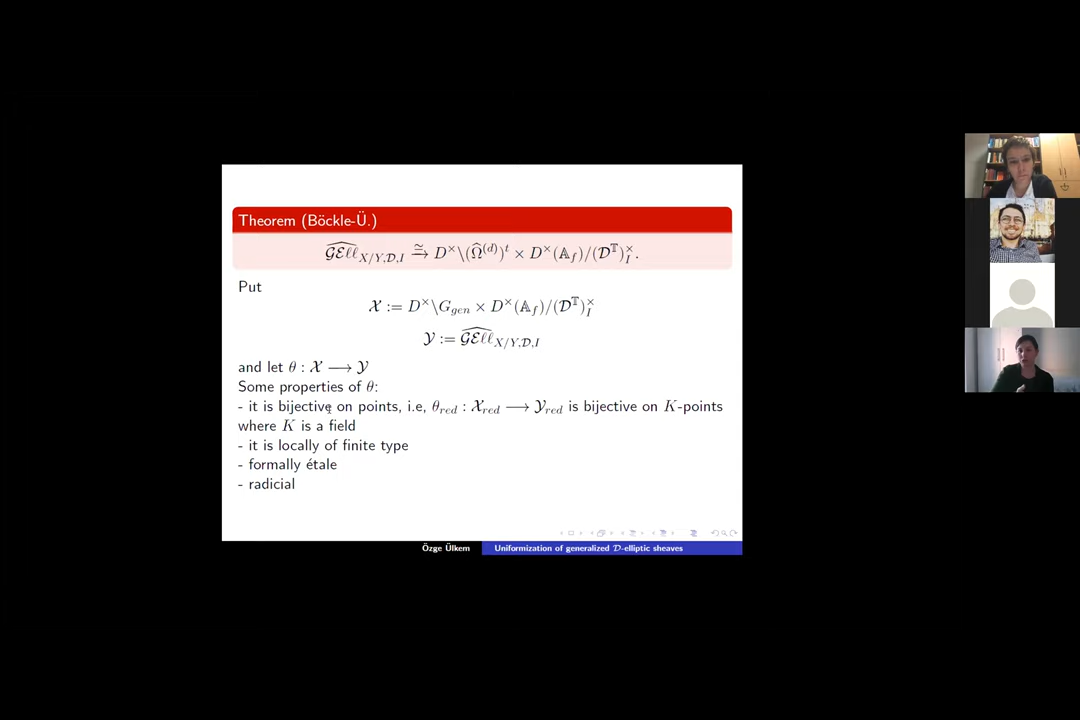 Theorem (Böckle-Ü.)
$\widehat{\mathcal{GE}\ell\ell}_{X/Y,\mathcal{D},I} \xrightarrow{\simeq} D^{\times}\backslash(\widehat{\Omega}^{(d)})^{t} \times D^{\times}(\mathbb{A}_f)/(\mathcal{D}^{\mathbb{T}})_I^{\times}.$
Put
$\mathcal{X} := D^{\times}\backslash G_{gen} \times D^{\times}(\mathbb{A}_f)/(\mathcal{D}^{\mathbb{T}})_I^{\times}$
$\mathcal{Y} := \widehat{\mathcal{GE}\ell\ell}_{X/Y,\mathcal{D},I}$
and let $\theta : \mathcal{X} \longrightarrow \mathcal{Y}$
Some properties of $\theta$:
- it is bijective on points, i.e, $\theta_{red} : \mathcal{X}_{red} \longrightarrow \mathcal{Y}_{red}$ is bijective on $K$-points
where $K$ is a field
- it is locally of finite type
- formally étale
- radicial
Özge Ülkem Uniformization of generalized $\mathcal{D}$-elliptic sheaves